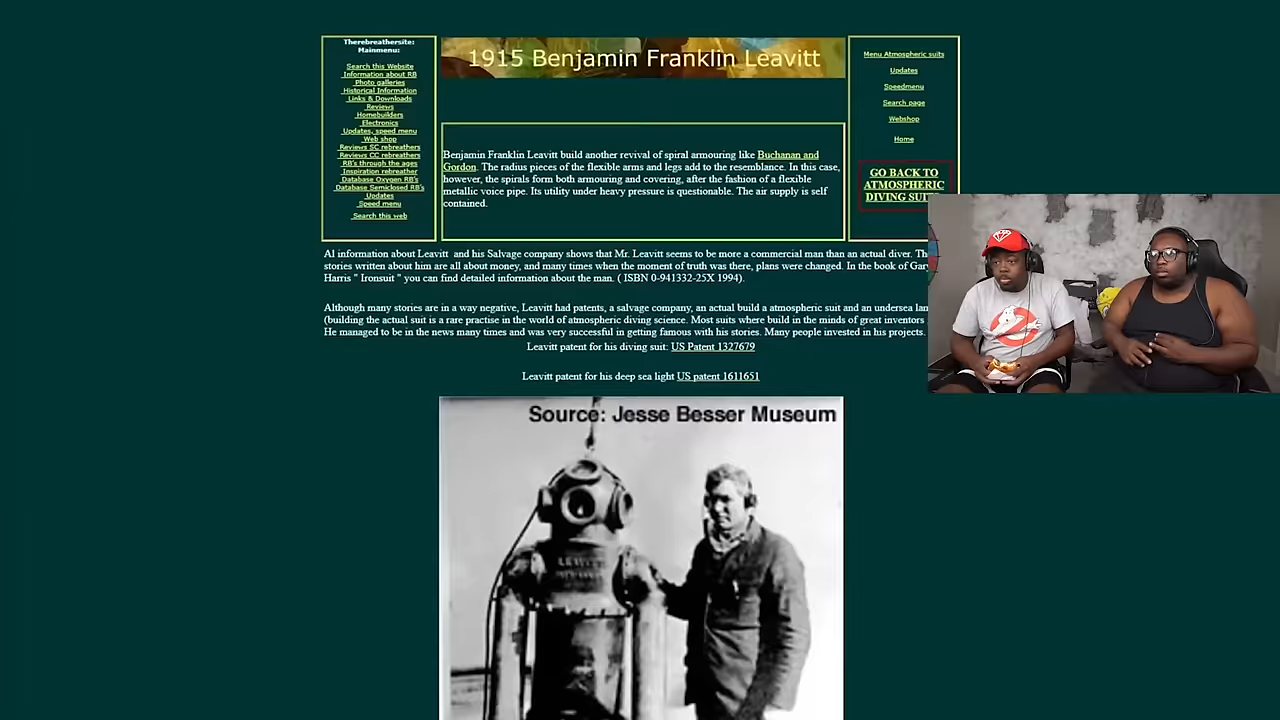 Therebreathersite:
Mainmenu:
Search this Website
Information about RB
Photo galleries
Historical Information
Links & Downloads
Reviews
Homebuilders
Electronics
Updates, speed menu
Web shop
Reviews SC rebreathers
Reviews CC rebreathers
RB's through the ages
Inspiration rebreather
Database Oxygen RB's
Database Semiclosed RB's
Updates
Speed menu
Search this web
1915 Benjamin Franklin Leavitt
Benjamin Franklin Leavitt build another revival of spiral armouring like Buchanan and
Gordon. The radius pieces of the flexible arms and legs add to the resemblance. In this case,
however, the spirals form both armouring and covering, after the fashion of a flexible
metallic voice pipe. Its utility under heavy pressure is questionable. The air supply is self
contained.
Menu Atmospheric suits
Updates
Speedmenu
Search page
Webshop
Home
GO BACK TO
ATMOSPHERIC
DIVING
Al information about Leavitt and his Salvage company shows that Mr. Leavitt seems to be more a commercial man than an actual diver.
stories written about him are all about money, and many times when the moment of truth was there, plans were changed. In the book of
Harris " Ironsuit " you can find detailed information about the man. ( ISBN 0-941332-25X 1994).
Although many stories are in a way negative, Leavitt had patents, a salvage company, an actual build a atmospheric suit and an undersea
(building the actual suit is a rare practise in the world of atmospheric diving science. Most suits where build in the minds of great inventors
He managed to be in the news many times and was very successful in getting famous with his stories. Many people invested in his projects.
Leavitt patent for his diving suit: US Patent 1327679
Leavitt patent for his deep sea light US patent 1611651
Source: Jesse Besser Museum